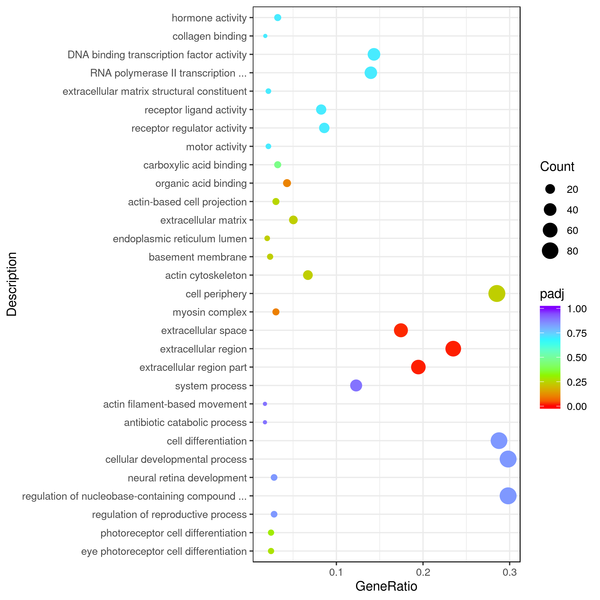 hormone activity
collagen binding
DNA binding transcription factor activity
RNA polymerase II transcription ...
extracellular matrix structural constituent
receptor ligand activity
receptor regulator activity
motor activity
carboxylic acid binding
organic acid binding
actin-based cell projection
extracellular matrix
endoplasmic reticulum lumen
basement membrane
actin cytoskeleton
cell periphery
myosin complex
extracellular space
extracellular region
extracellular region part
system process
actin filament-based movement
antibiotic catabolic process
cell differentiation
cellular developmental process
neural retina development
regulation of nucleobase-containing compound ...
regulation of reproductive process
photoreceptor cell differentiation
eye photoreceptor cell differentiation
Description
0.1 0.2 0.3
GeneRatio
Count
20
40
60
80
padj
1.00
0.75
0.50
0.25
0.00